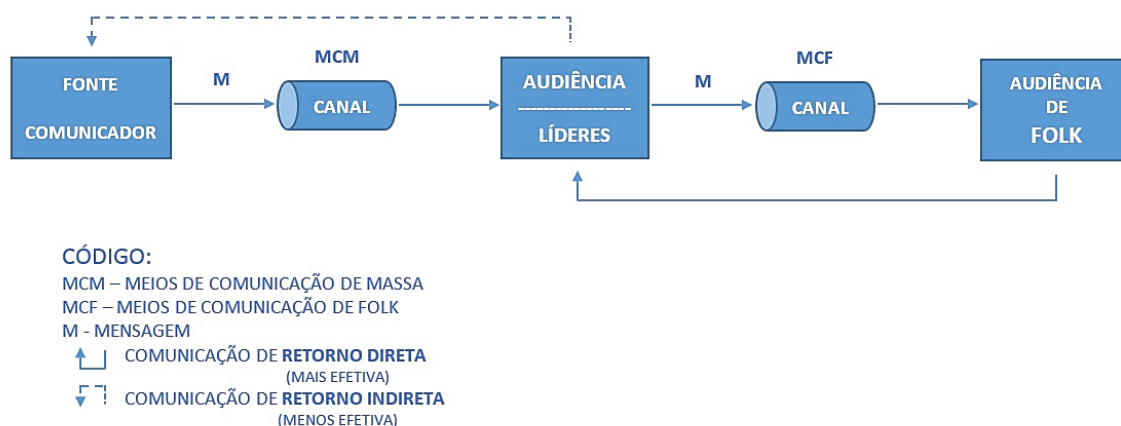 FONTE
COMUNICADOR
M
MCM
CANAL
AUDIÊNCIA
LÍDERES
M
MCF
CANAL
AUDIÊNCIA
DE
FOLK
CÓDIGO:
MCM – MEIOS DE COMUNICAÇÃO DE MASSA
MCF – MEIOS DE COMUNICAÇÃO DE FOLK
M - MENSAGEM
COMUNICAÇÃO DE RETORNO DIRETA
(MAIS EFETIVA)
COMUNICAÇÃO DE RETORNO INDIRETA
(MENOS EFETIVA)